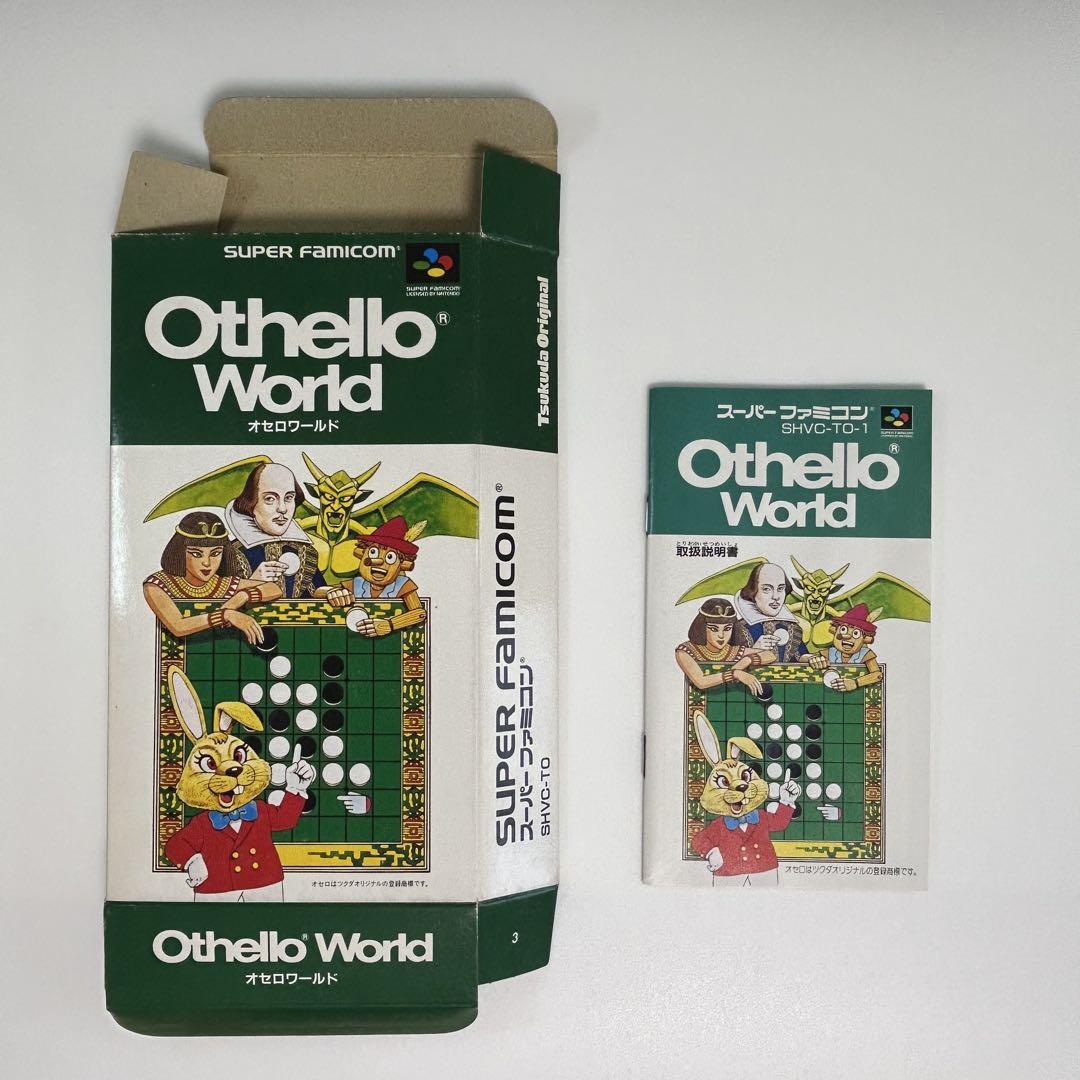 SUPER FAMICOM®
SUPER FAMICOM
LICENSED BY NINTENDO
Othello®
World
オセロワールド
オセロはツクダオリジナルの登録商標です。
Othello® World
オセロワールド
Tsukuda Original
SUPER FAMICOM®
スーパーファミコン®
SHVC-TO
3
スーパーファミコン®
SHVC-TO-1
SUPER FAMICOM
Othello®
World
とりあつかいせつめいしょ
取扱説明書
オセロはツクダオリジナルの登録商標です。